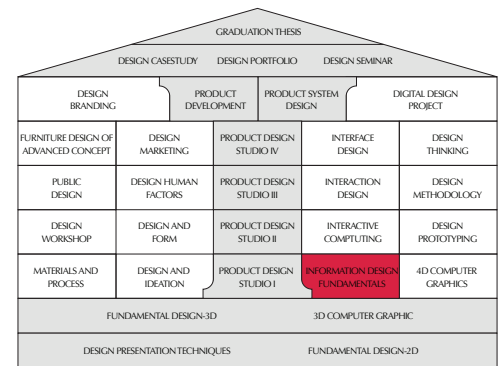 GRADUATION THESIS
DESIGN CASESTUDY DESIGN PORTFOLIO DESIGN SEMINAR
DESIGN
BRANDING
PRODUCT
DEVELOPMENT
PRODUCT SYSTEM
DESIGN
DIGITAL DESIGN
PROJECT
FURNITURE DESIGN OF
ADVANCED CONCEPT
DESIGN
MARKETING
PRODUCT DESIGN
STUDIO IV
INTERFACE
DESIGN
DESIGN
THINKING
PUBLIC
DESIGN
DESIGN HUMAN
FACTORS
PRODUCT DESIGN
STUDIO III
INTERACTION
DESIGN
DESIGN
METHODOLOGY
DESIGN
WORKSHOP
DESIGN AND
FORM
PRODUCT DESIGN
STUDIO II
INTERACTIVE
COMPTUTING
DESIGN
PROTOTYPING
MATERIALS AND
PROCESS
DESIGN AND
IDEATION
PRODUCT DESIGN
STUDIO I
INFORMATION DESIGN
FUNDAMENTALS
4D COMPUTER
GRAPHICS
FUNDAMENTAL DESIGN-3D 3D COMPUTER GRAPHIC
DESIGN PRESENTATION TECHNIQUES FUNDAMENTAL DESIGN-2D